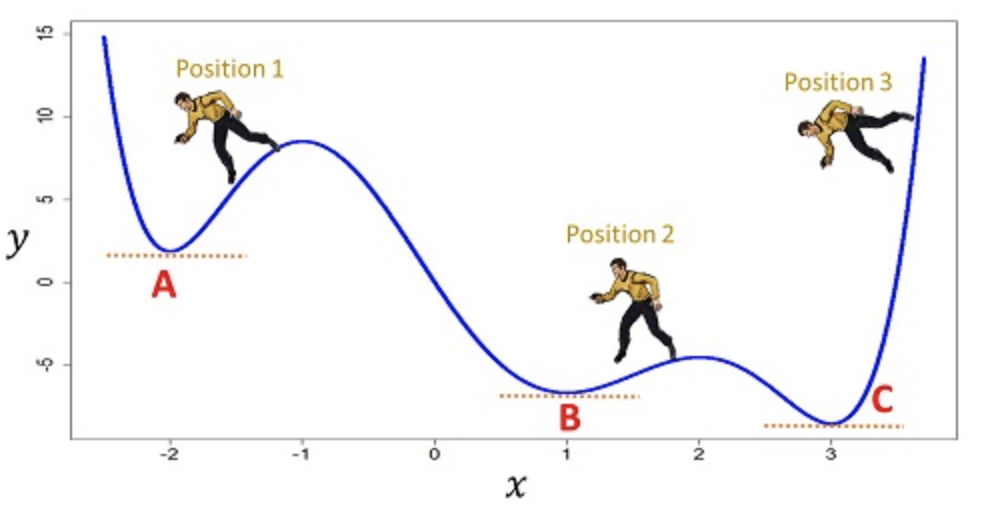 15
Position 1
Position 3
10
5
Position 2
y
0
A
-5
C
B
-2 -1 0 1 2 3
x